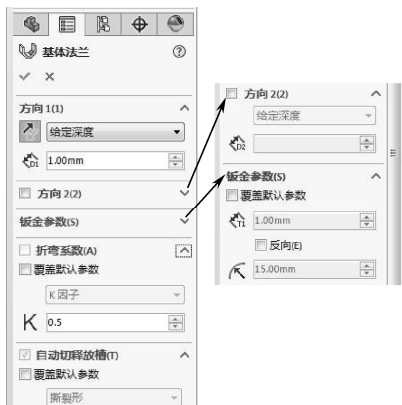 基体法兰
方向 1(1)
给定深度
D1 1.00mm
方向 2(2)
钣金参数(S)
折弯系数(A)
覆盖默认参数
K 因子
K 0.5
自动切释放槽(T)
覆盖默认参数
撕裂形
方向 2(2)
给定深度
D2
钣金参数(S)
覆盖默认参数
T1 1.00mm
反向(E)
15.00mm